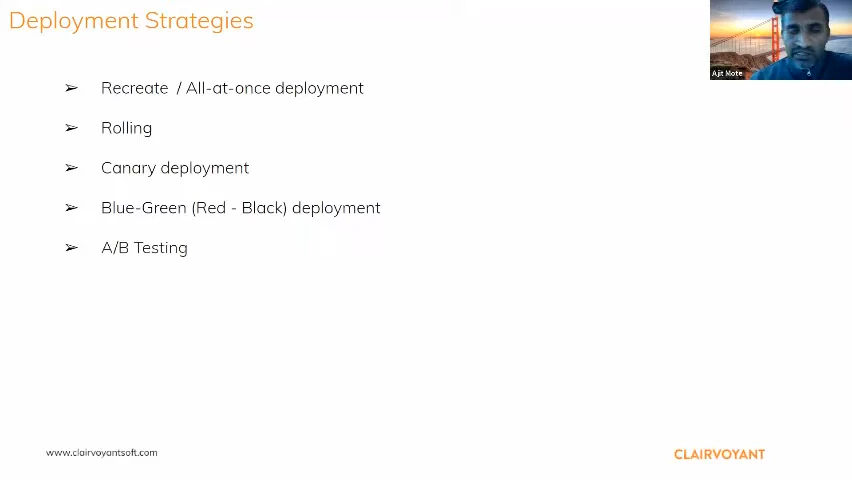 Deployment Strategies
Ajit Mote
➢ Recreate / All-at-once deployment
➢ Rolling
➢ Canary deployment
➢ Blue-Green (Red - Black) deployment
➢ A/B Testing
www.clairvoyantsoft.com
CLAIRVOYANT